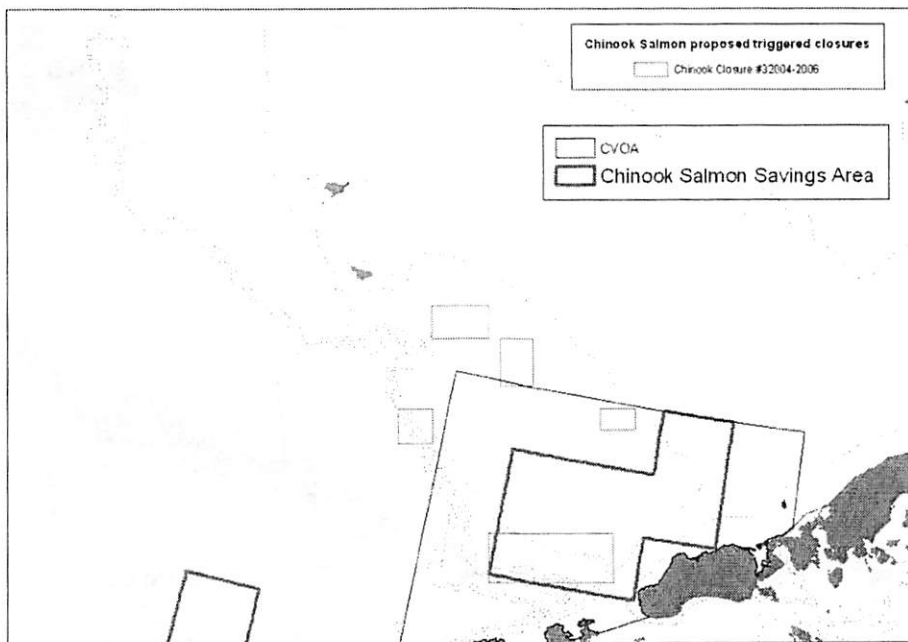 Chinook Salmon proposed triggered closures
Chinook Closure #32004-2006
CVOA
Chinook Salmon Savings Area